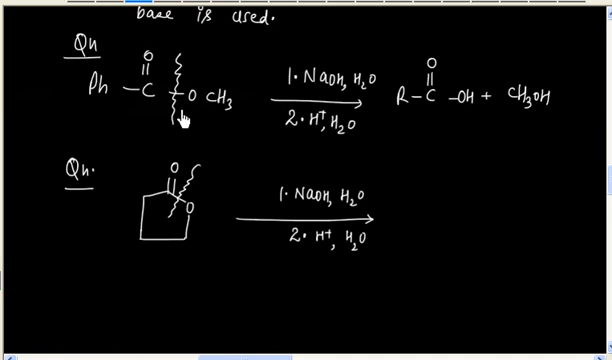 base is used.
Qn
O
Ph - C - O CH3
1. NaOH, H2O
2. H+, H2O
O
R - C - OH + CH3OH
Qn.
O
O
1. NaOH, H2O
2. H+, H2O